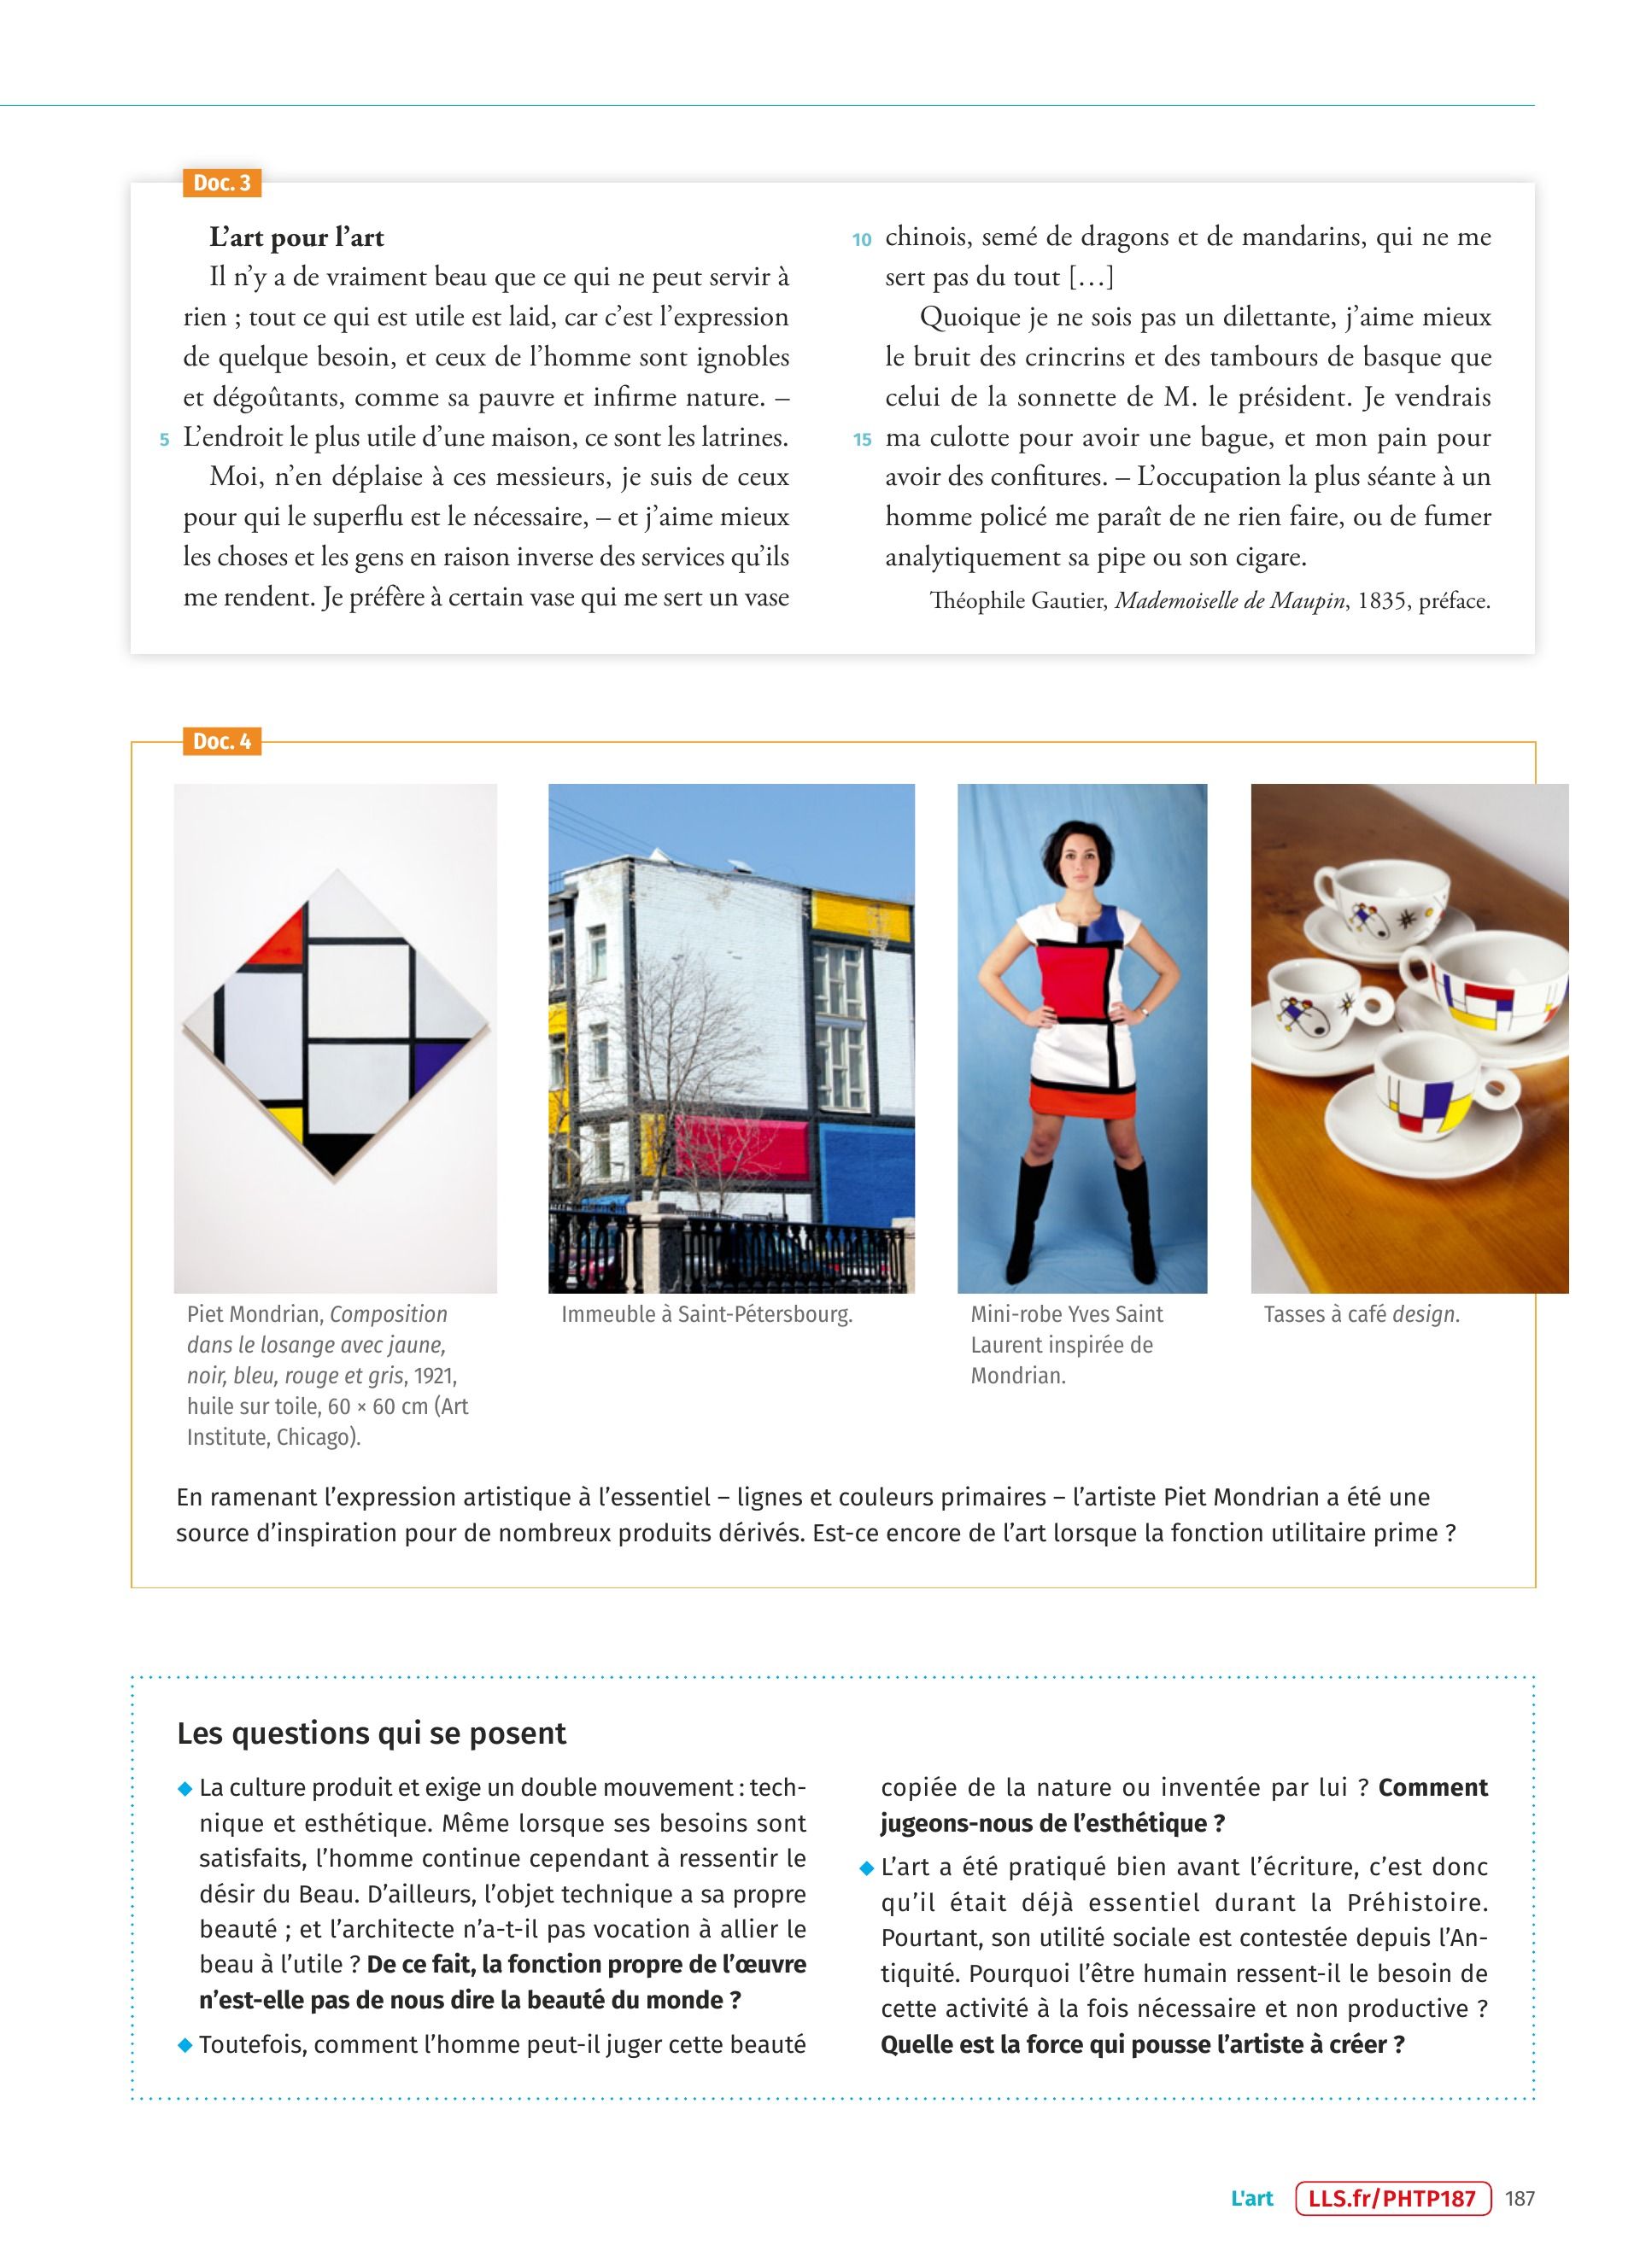 Doc. 3
L’art pour l’art
Il n’y a de vraiment beau que ce qui ne peut servir à
rien ; tout ce qui est utile est laid, car c’est l’expression
de quelque besoin, et ceux de l’homme sont ignobles
et dégoûtants, comme sa pauvre et infirme nature. –
5 L’endroit le plus utile d’une maison, ce sont les latrines.
Moi, n’en déplaise à ces messieurs, je suis de ceux
pour qui le superflu est le nécessaire, – et j’aime mieux
les choses et les gens en raison inverse des services qu’ils
me rendent. Je préfère à certain vase qui me sert un vase
10 chinois, semé de dragons et de mandarins, qui ne me
sert pas du tout […]
Quoique je ne sois pas un dilettante, j’aime mieux
le bruit des crincrins et des tambours de basque que
celui de la sonnette de M. le président. Je vendrais
15 ma culotte pour avoir une bague, et mon pain pour
avoir des confitures. – L’occupation la plus séante à un
homme policé me paraît de ne rien faire, ou de fumer
analytiquement sa pipe ou son cigare.
Théophile Gautier, Mademoiselle de Maupin, 1835, préface.
Doc. 4
Piet Mondrian, Composition
dans le losange avec jaune,
noir, bleu, rouge et gris, 1921,
huile sur toile, 60 × 60 cm (Art
Institute, Chicago).
Immeuble à Saint-Pétersbourg.
Mini-robe Yves Saint
Laurent inspirée de
Mondrian.
Tasses à café design.
En ramenant l’expression artistique à l’essentiel – lignes et couleurs primaires – l’artiste Piet Mondrian a été une
source d’inspiration pour de nombreux produits dérivés. Est-ce encore de l’art lorsque la fonction utilitaire prime ?
Les questions qui se posent
◆ La culture produit et exige un double mouvement : tech-
nique et esthétique. Même lorsque ses besoins sont
satisfaits, l’homme continue cependant à ressentir le
désir du Beau. D’ailleurs, l’objet technique a sa propre
beauté ; et l’architecte n’a-t-il pas vocation à allier le
beau à l’utile ? De ce fait, la fonction propre de l’œuvre
n’est-elle pas de nous dire la beauté du monde ?
◆ Toutefois, comment l’homme peut-il juger cette beauté
copiée de la nature ou inventée par lui ? Comment
jugeons-nous de l’esthétique ?
◆ L’art a été pratiqué bien avant l’écriture, c’est donc
qu’il était déjà essentiel durant la Préhistoire.
Pourtant, son utilité sociale est contestée depuis l’An-
tiquité. Pourquoi l’être humain ressent-il le besoin de
cette activité à la fois nécessaire et non productive ?
Quelle est la force qui pousse l’artiste à créer ?
L'art LLS.fr/PHTP187 187